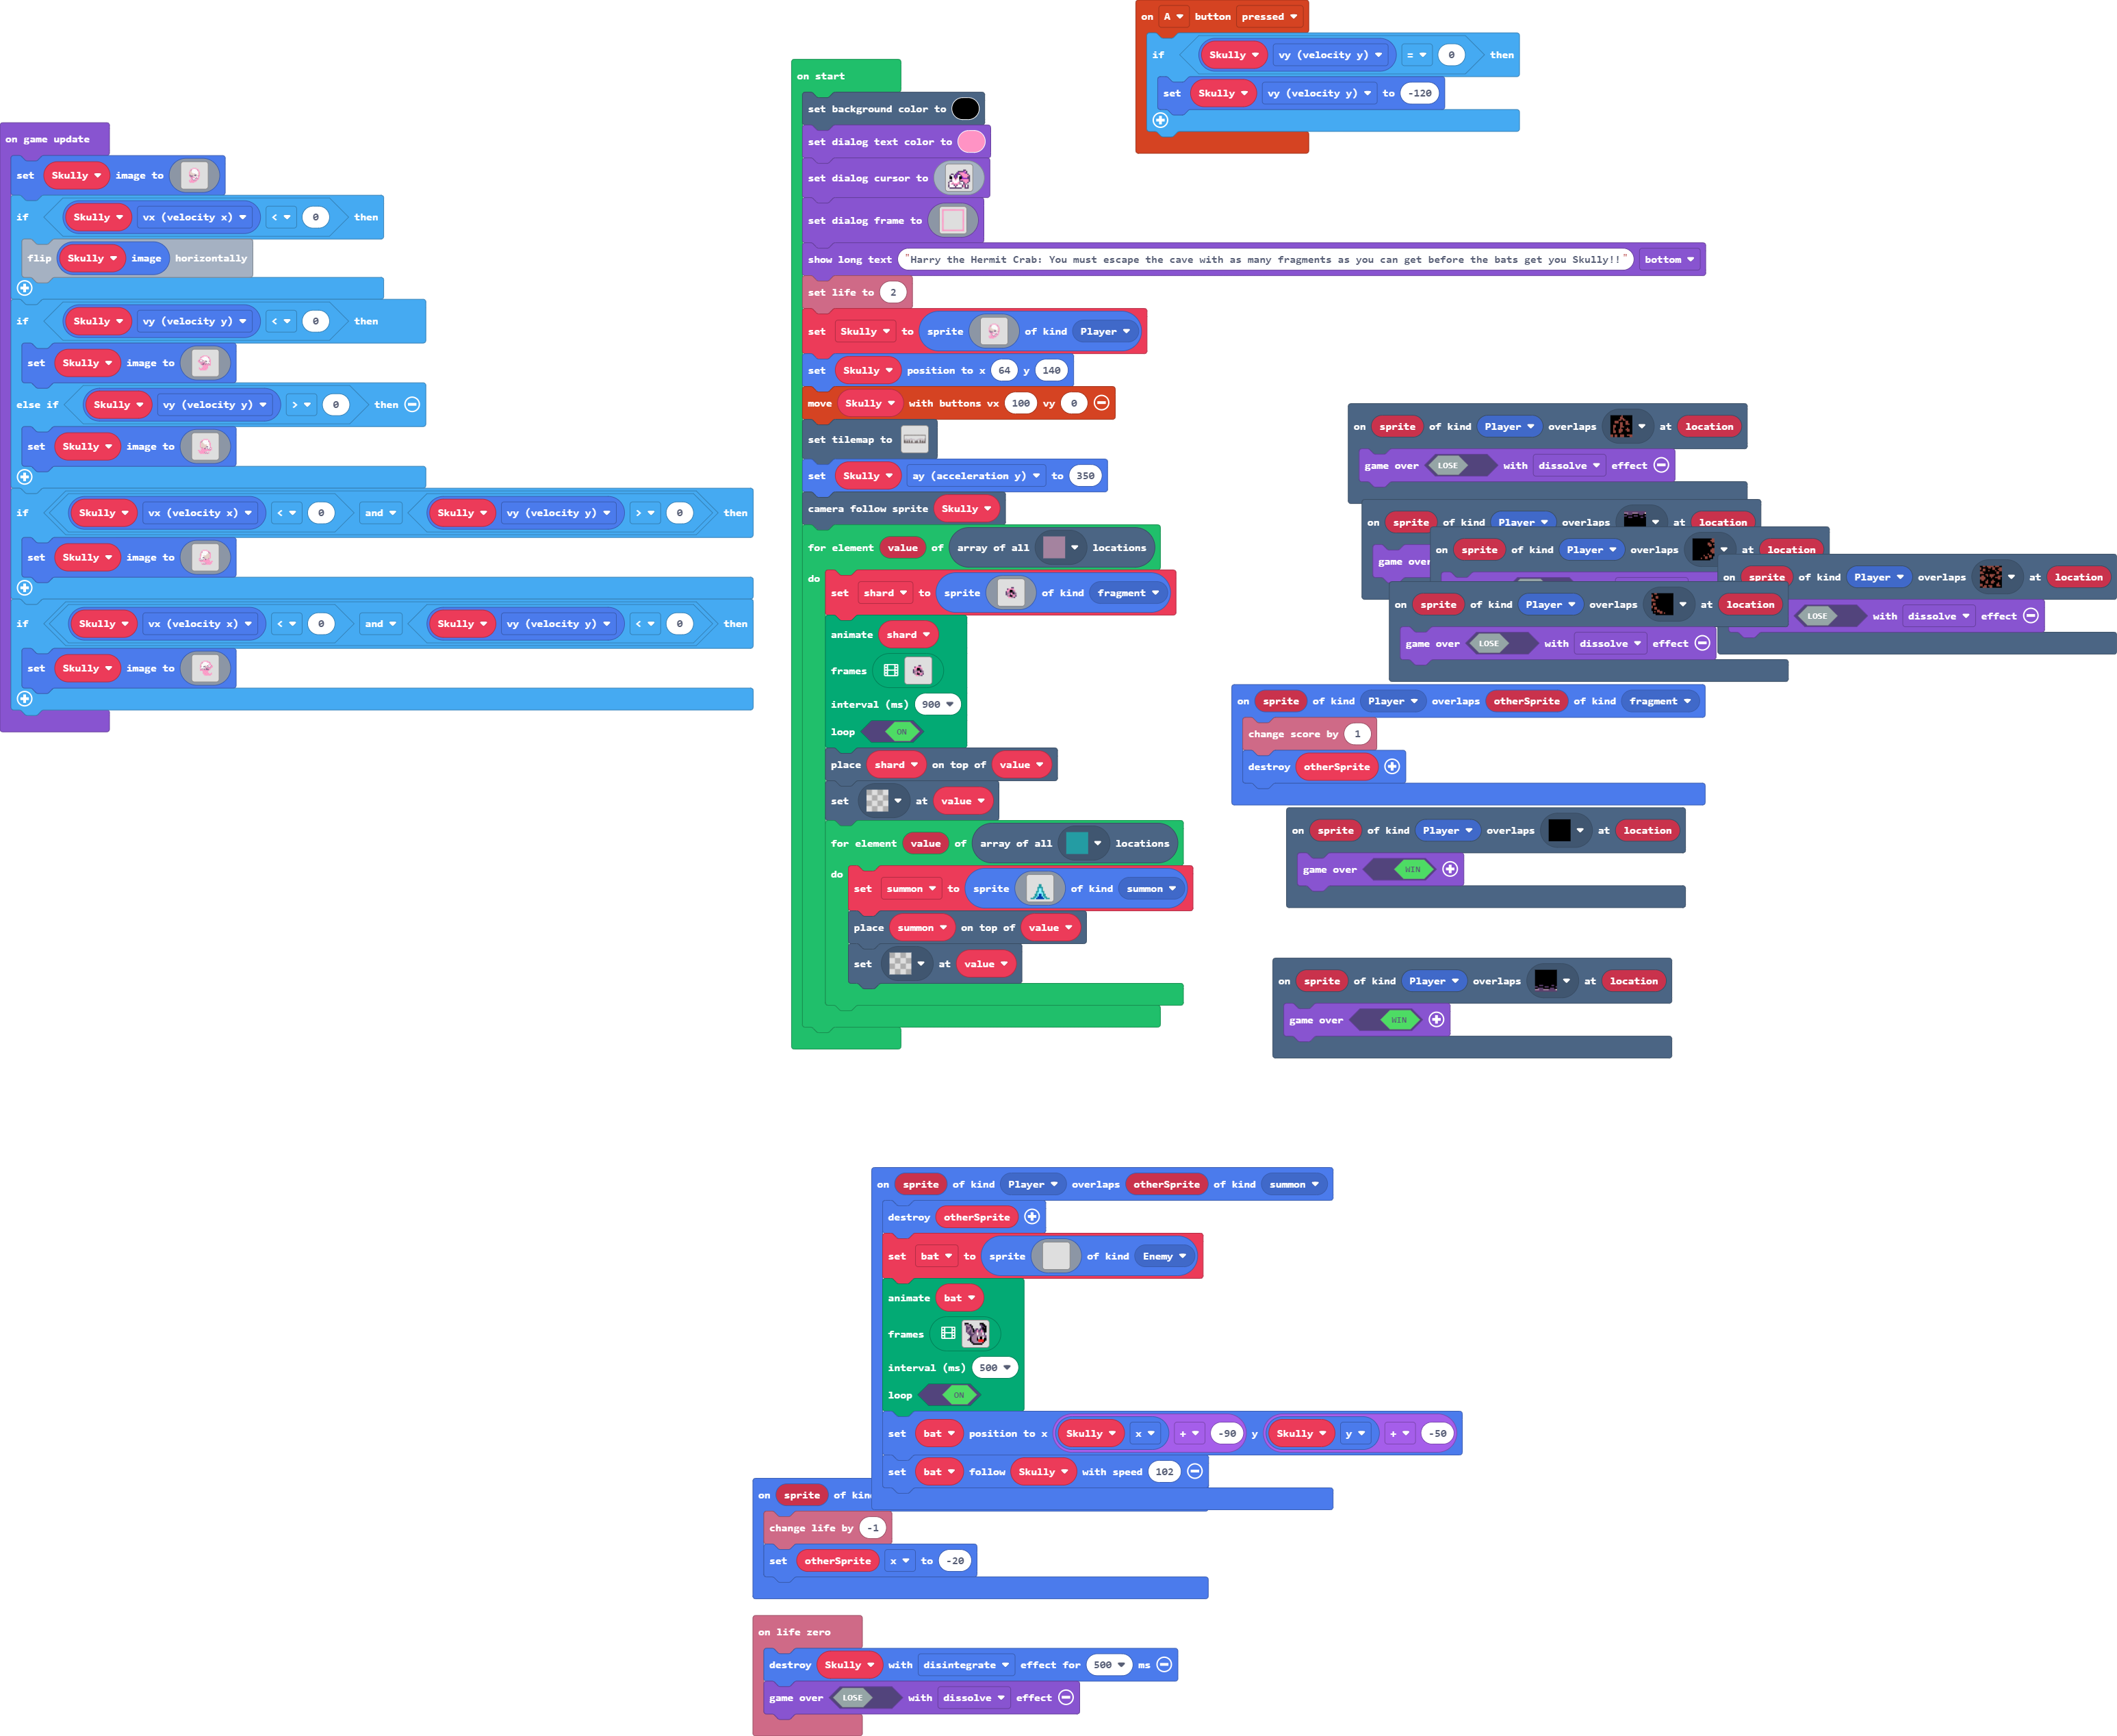 on game update
set Skully image to
if Skully vx (velocity x) < 0 then
flip Skully image horizontally
if Skully vy (velocity y) < 0 then
set Skully image to
else if Skully vy (velocity y) > 0 then
set Skully image to
if Skully vx (velocity x) < 0 and Skully vy (velocity y) > 0 then
set Skully image to
if Skully vx (velocity x) < 0 and Skully vy (velocity y) < 0 then
set Skully image to
on start
set background color to
set dialog text color to
set dialog cursor to
set dialog frame to
show long text "Harry the Hermit Crab: You must escape the cave with as many fragments as you can get before the bats get you Skully!!" bottom
set life to 2
set Skully to sprite of kind Player
set Skully position to x 64 y 140
move Skully with buttons vx 100 vy 0
set tilemap to
set Skully ay (acceleration y) to 350
camera follow sprite Skully
for element value of array of all locations
do
set shard to sprite of kind fragment
animate shard
frames
interval (ms) 900
loop ON
place shard on top of value
set at value
for element value of array of all locations
do
set summon to sprite of kind summon
place summon on top of value
set at value
on A button pressed
if Skully vy (velocity y) = 0 then
set Skully vy (velocity y) to -120
on sprite of kind Player overlaps at location
game over LOSE with dissolve effect
on sprite of kind Player overlaps at location
game over
on sprite of kind Player overlaps at location
on sprite of kind Player overlaps at location
LOSE with dissolve effect
on sprite of kind Player overlaps at location
game over LOSE with dissolve effect
on sprite of kind Player overlaps otherSprite of kind fragment
change score by 1
destroy otherSprite
on sprite of kind Player overlaps at location
game over WIN
on sprite of kind Player overlaps at location
game over WIN
on sprite of kind Player overlaps otherSprite of kind summon
destroy otherSprite
set bat to sprite of kind Enemy
animate bat
frames
interval (ms) 500
loop ON
set bat position to x Skully x + -90 y Skully y + -50
set bat follow Skully with speed 102
on sprite of kind
change life by -1
set otherSprite x to -20
on life zero
destroy Skully with disintegrate effect for 500 ms
game over LOSE with dissolve effect